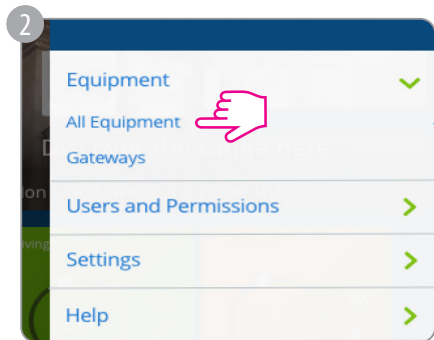 2
Equipment
All Equipment
Gateways
Users and Permissions
Settings
Help